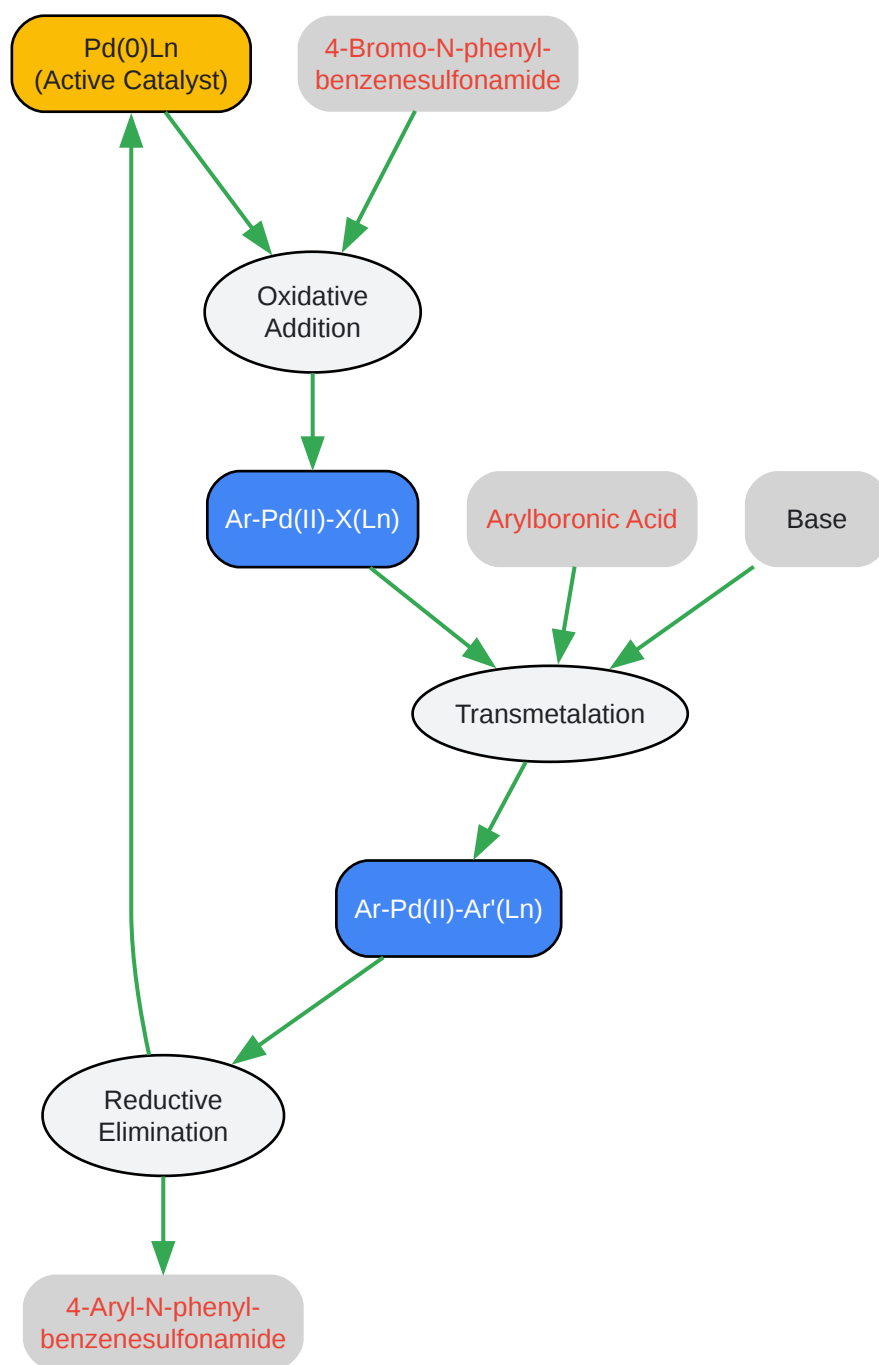 Pd(0)Ln
(Active Catalyst)
4-Bromo-N-phenyl-
benzenesulfonamide
Oxidative
Addition
Ar-Pd(II)-X(Ln)
Arylboronic Acid
Base
Transmetalation
Ar-Pd(II)-Ar'(Ln)
Reductive
Elimination
4-Aryl-N-phenyl-
benzenesulfonamide